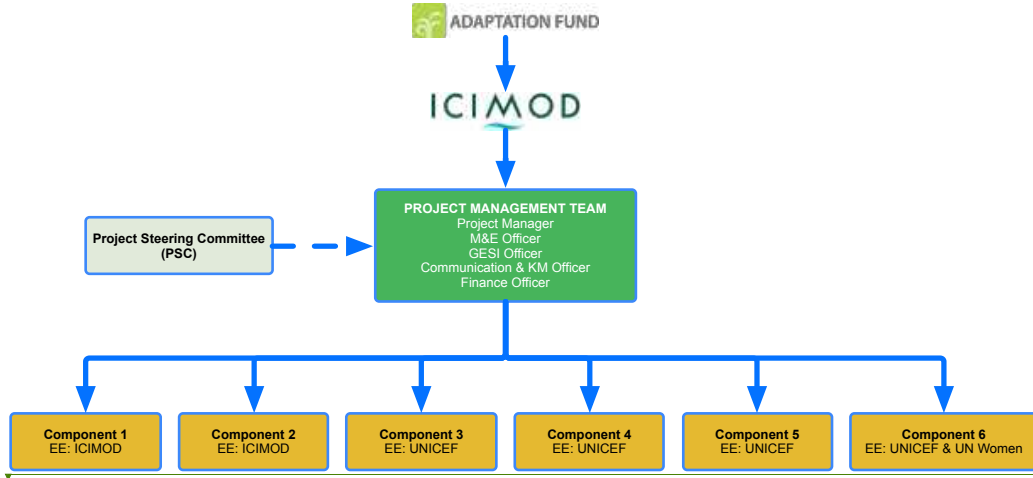 ADAPTATION FUND
ICIMOD
PROJECT MANAGEMENT TEAM
Project Manager
M&E Officer
GESI Officer
Communication & KM Officer
Finance Officer
Project Steering Committee
(PSC)
Component 1
EE: ICIMOD
Component 2
EE: ICIMOD
Component 3
EE: UNICEF
Component 4
EE: UNICEF
Component 5
EE: UNICEF
Component 6
EE: UNICEF & UN Women